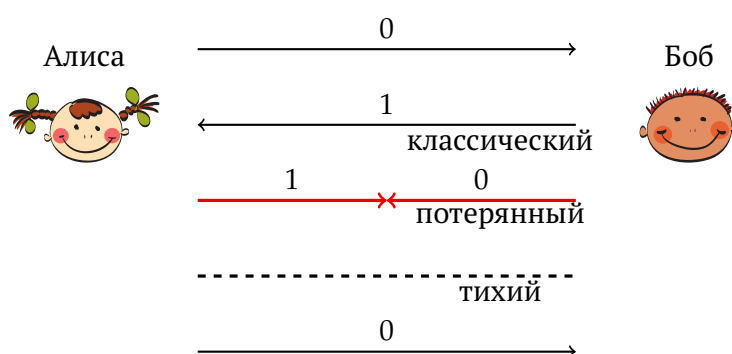 0
Алиса Боб
1
классический
1 0
потерянный
тихий
0